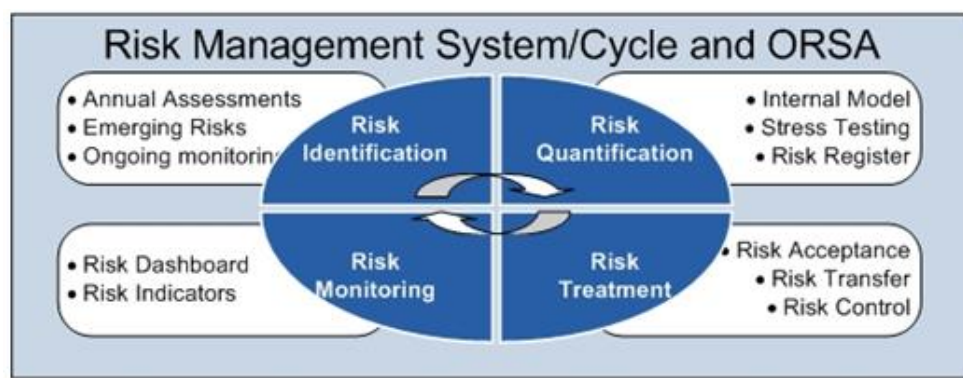 Risk Management System/Cycle and ORSA
• Annual Assessments
• Emerging Risks
• Ongoing monitoring
Risk
Identification
Risk
Quantification
• Internal Model
• Stress Testing
• Risk Register
• Risk Dashboard
• Risk Indicators
Risk
Monitoring
Risk
Treatment
• Risk Acceptance
• Risk Transfer
• Risk Control